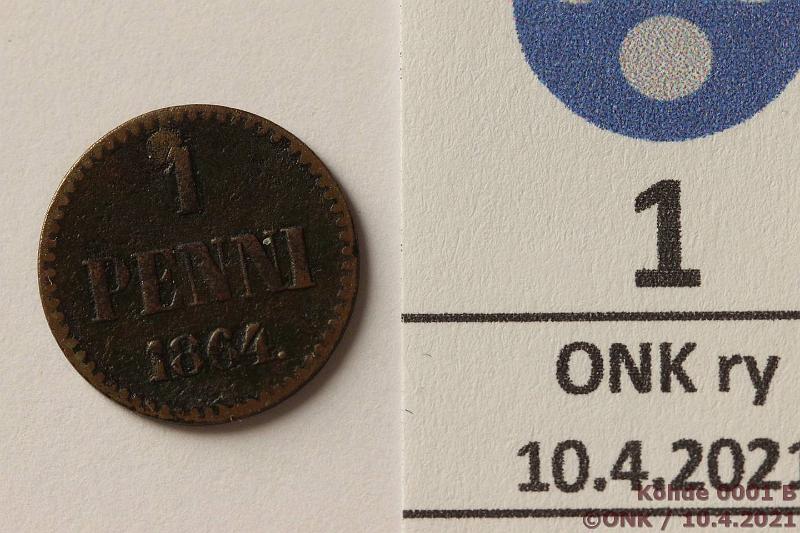 1
PENNI
1864.
1
ONK ry
10.4.2021
Kohde 0001 B
©ONK / 10.4.2021